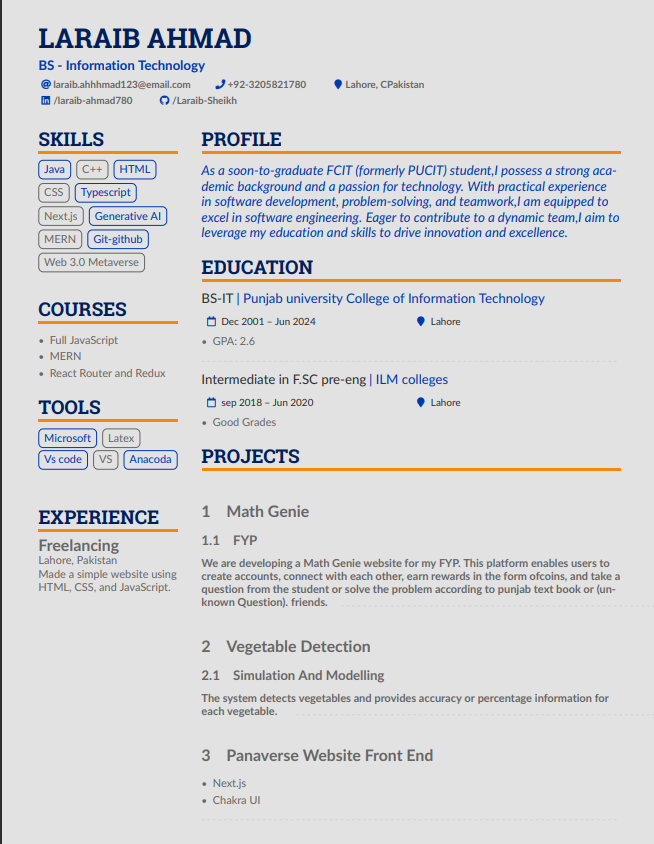 LARAIB AHMAD
BS - Information Technology
laraib.ahhhmad123@email.com +92-3205821780 Lahore, CPakistan
/laraib-ahmad780 /Laraib-Sheikh
SKILLS
Java C++ HTML
CSS Typescript
Next.js Generative AI
MERN Git-github
Web 3.0 Metaverse
COURSES
• Full JavaScript
• MERN
• React Router and Redux
TOOLS
Microsoft Latex
Vs code VS Anacoda
EXPERIENCE
Freelancing
Lahore, Pakistan
Made a simple website using
HTML, CSS, and JavaScript.
PROFILE
As a soon-to-graduate FCIT (formerly PUCIT) student,I possess a strong aca-
demic background and a passion for technology. With practical experience
in software development, problem-solving, and teamwork,I am equipped to
excel in software engineering. Eager to contribute to a dynamic team,I aim to
leverage my education and skills to drive innovation and excellence.
EDUCATION
BS-IT | Punjab university College of Information Technology
Dec 2001 – Jun 2024 Lahore
• GPA: 2.6
Intermediate in F.SC pre-eng | ILM colleges
sep 2018 – Jun 2020 Lahore
• Good Grades
PROJECTS
1 Math Genie
1.1 FYP
We are developing a Math Genie website for my FYP. This platform enables users to
create accounts, connect with each other, earn rewards in the form ofcoins, and take a
question from the student or solve the problem according to punjab text book or (un-
known Question). friends.
2 Vegetable Detection
2.1 Simulation And Modelling
The system detects vegetables and provides accuracy or percentage information for
each vegetable.
3 Panaverse Website Front End
• Next.js
• Chakra UI